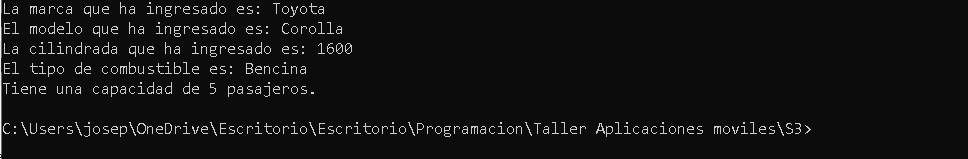 La marca que ha ingresado es: Toyota
El modelo que ha ingresado es: Corolla
La cilindrada que ha ingresado es: 1600
El tipo de combustible es: Bencina
Tiene una capacidad de 5 pasajeros.
C:\Users\josep\OneDrive\Escritorio\Escritorio\Programacion\Taller Aplicaciones moviles\S3>